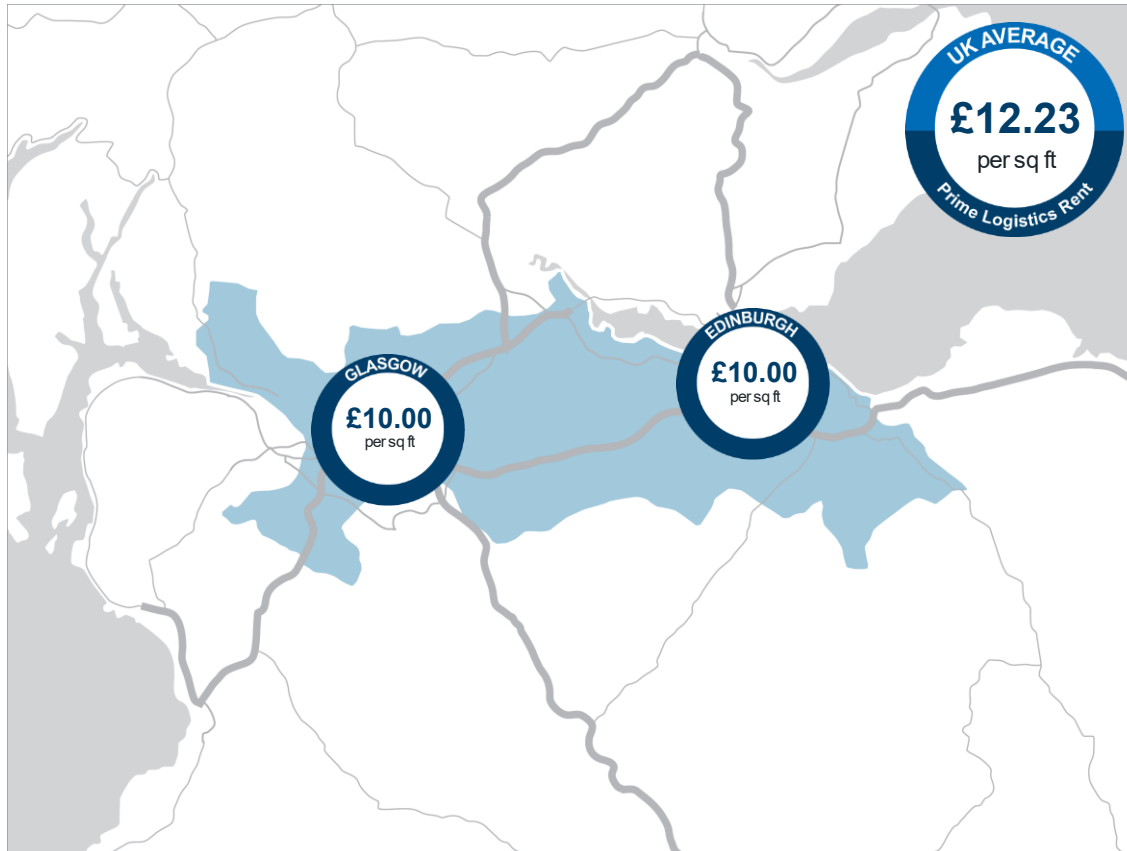 UK AVERAGE
£12.23
per sq ft
Prime Logistics Rent
EDINBURGH
£10.00
per sq ft
GLASGOW
£10.00
per sq ft